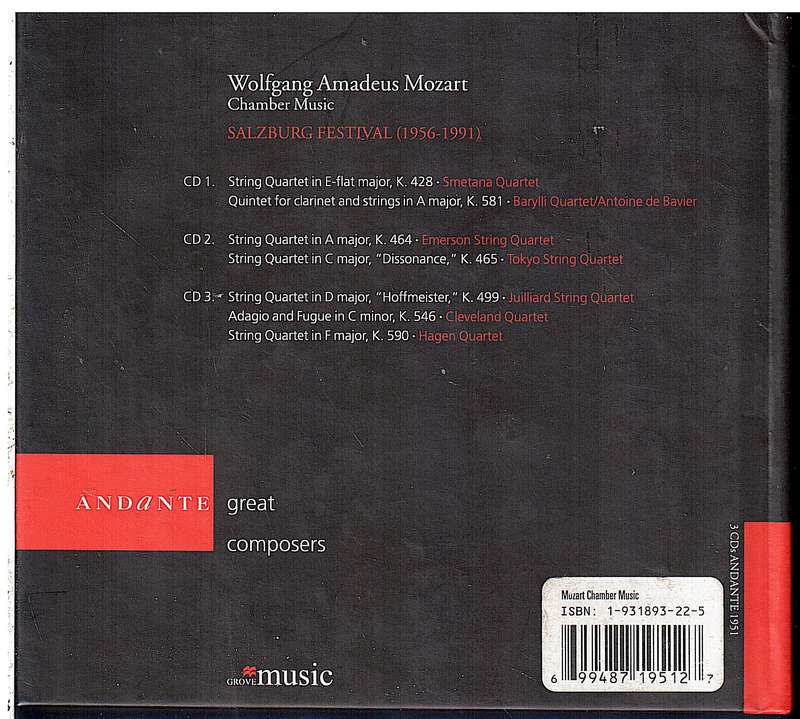 Wolfgang Amadeus Mozart
Chamber Music
SALZBURG FESTIVAL (1956-1991)
CD 1. String Quartet in E-flat major, K. 428 · Smetana Quartet
Quintet for clarinet and strings in A major, K. 581 · Barylli Quartet/Antoine de Bavier
CD 2. String Quartet in A major, K. 464 · Emerson String Quartet
String Quartet in C major, "Dissonance," K. 465 · Tokyo String Quartet
CD 3. String Quartet in D major, "Hoffmeister," K. 499 · Juilliard String Quartet
Adagio and Fugue in C minor, K. 546 · Cleveland Quartet
String Quartet in F major, K. 590 · Hagen Quartet
ANDaNTE great
composers
3 CDs ANDANTE 1951
Mozart Chamber Music
ISBN: 1-931893-22-5
6 99487 19512 7
GROVE music